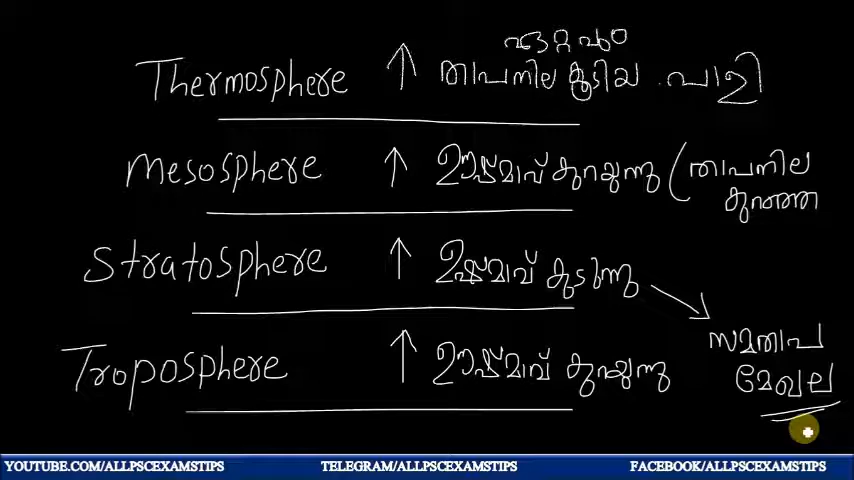 ഏറ്റവും
Thermosphere ↑ താപനില കൂടിയ പാളി
Mesosphere ↑ ഊഷ്മാവ് കുറയുന്നു (താപനില
കുറഞ്ഞ
Stratosphere ↑ ഊഷ്മാവ് കൂടുന്നു
സമതാപ
Troposphere ↑ ഊഷ്മാവ് കുറയുന്നു
മേഖല
YOUTUBE.COM/ALLPSCEXAMSTIPS TELEGRAM/ALLPSCEXAMSTIPS FACEBOOK/ALLPSCEXAMSTIPS